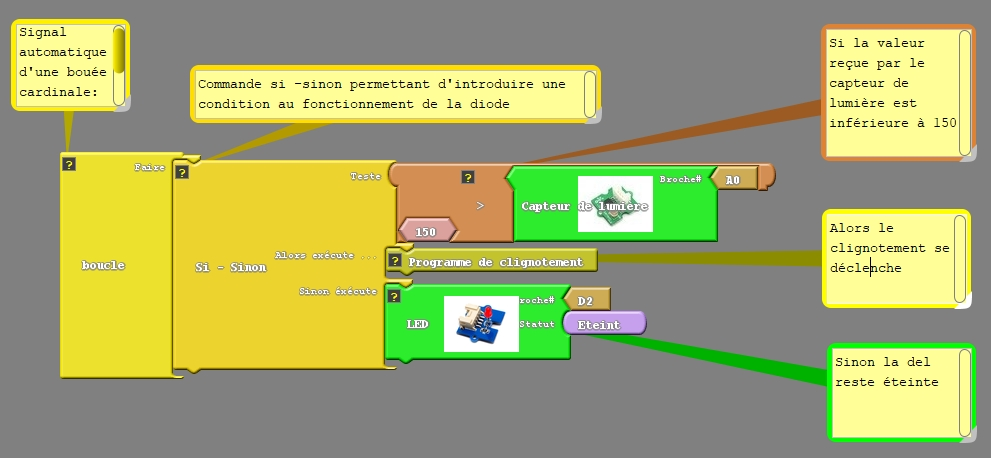 Signal
automatique
d'une bouée
cardinale:
Commande si -sinon permettant d'introduire une
condition au fonctionnement de la diode
Si la valeur
reçue par le
capteur de
lumière est
inférieure à 150
?
Faire
boucle
?
Si - Sinon
Teste
?
>
150
Capteur de lumière
Broche#
A0
Alors exécute ...
?
Programme de clignotement
Sinon éxécute
?
LED
roche#
D2
Statut
Eteint
Alors le
clignotement se
déclenche
Sinon la del
reste éteinte